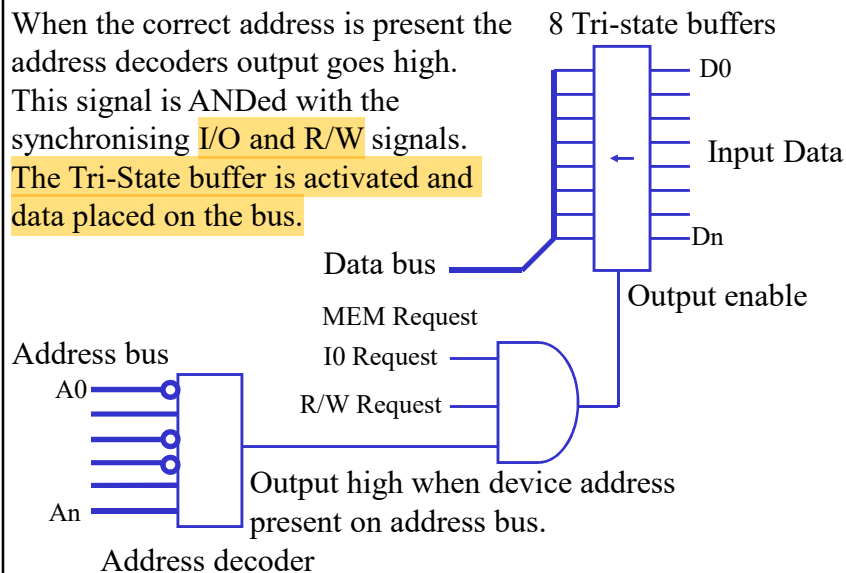 When the correct address is present the
address decoders output goes high.
This signal is ANDed with the
synchronising I/O and R/W signals.
The Tri-State buffer is activated and
data placed on the bus.
8 Tri-state buffers
D0
Input Data
Dn
Data bus
Output enable
MEM Request
I0 Request
R/W Request
Address bus
A0
An
Output high when device address
present on address bus.
Address decoder